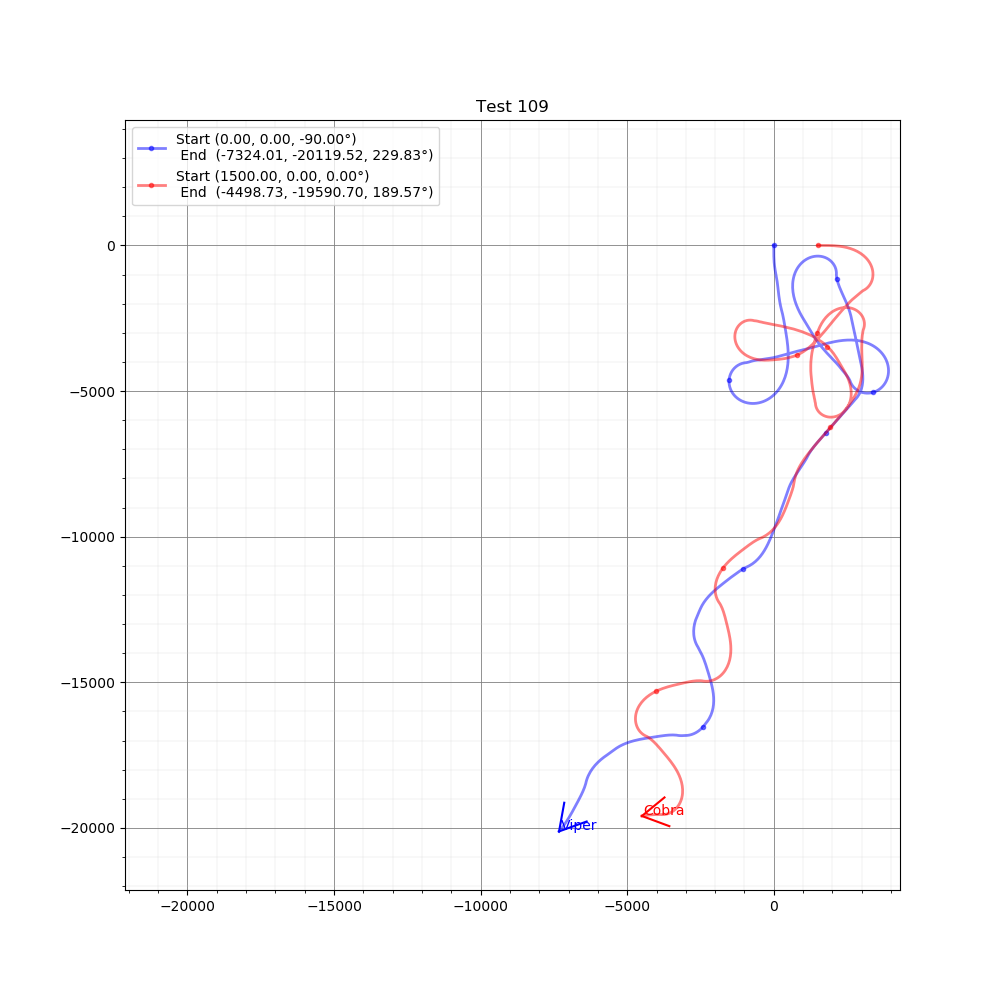 Test 109
Start (0.00, 0.00, -90.00°)
End  (-7324.01, -20119.52, 229.83°)
Start (1500.00, 0.00, 0.00°)
End  (-4498.73, -19590.70, 189.57°)
0
−5000
−10000
−15000
−20000
Cobra
Viper
−20000 −15000 −10000 −5000 0